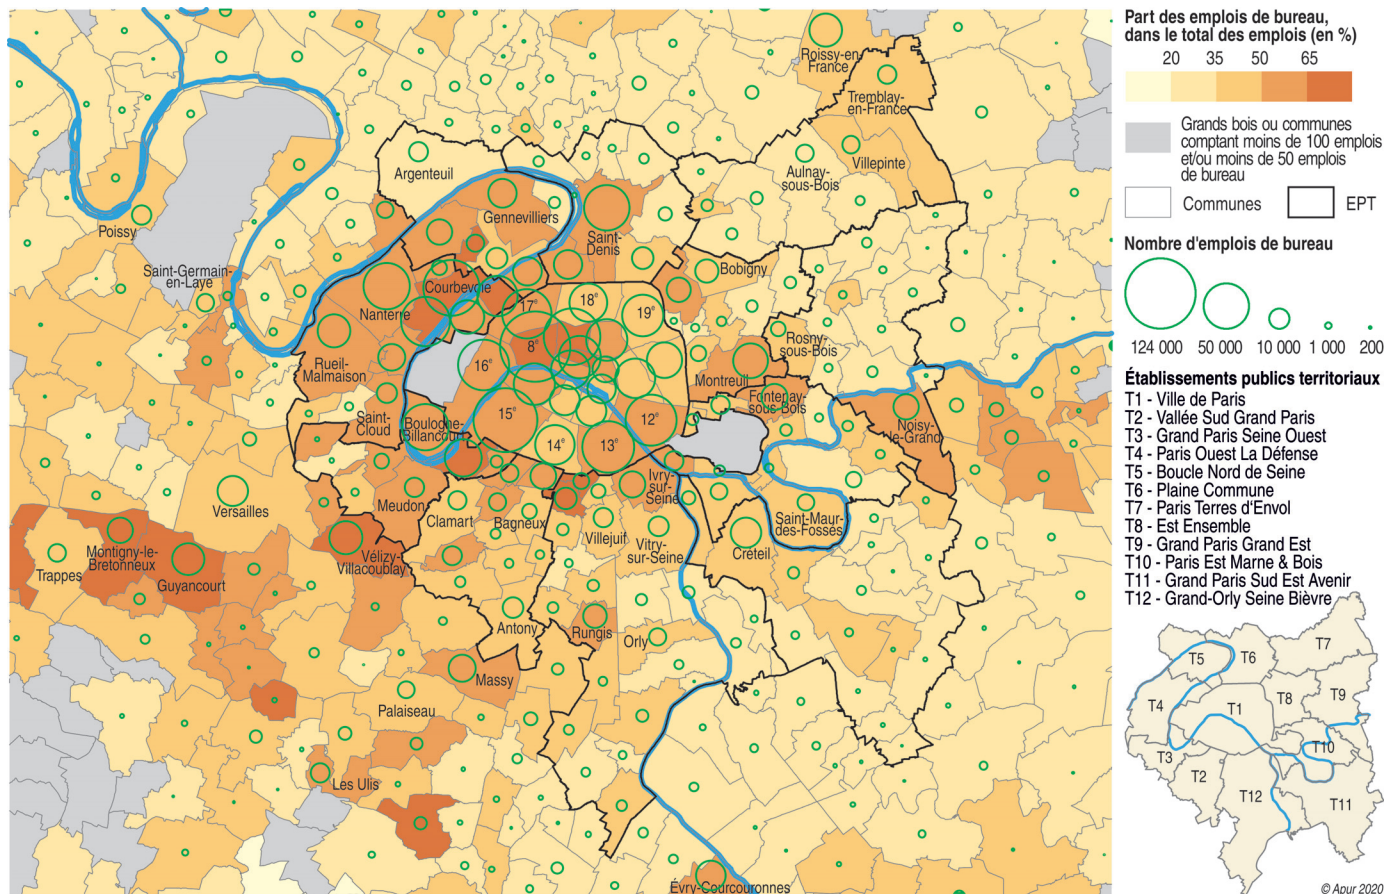 Part des emplois de bureau,
dans le total des emplois (en %)
20 35 50 65
Grands bois ou communes
comptant moins de 100 emplois
et/ou moins de 50 emplois
de bureau
Communes
EPT
Nombre d'emplois de bureau
124 000 50 000 10 000 1 000 200
Établissements publics territoriaux
T1 - Ville de Paris
T2 - Vallée Sud Grand Paris
T3 - Grand Paris Seine Ouest
T4 - Paris Ouest La Défense
T5 - Boucle Nord de Seine
T6 - Plaine Commune
T7 - Paris Terres d'Envol
T8 - Est Ensemble
T9 - Grand Paris Grand Est
T10 - Paris Est Marne & Bois
T11 - Grand Paris Sud Est Avenir
T12 - Grand-Orly Seine Bièvre
T7
T5
T6
T9
T8
T4
T1
T10
T3
T2
T12
T11
© Apur 2020
Roissy-en-
France
Tremblay-
en-France
Villepinte
Aulnay-
sous-Bois
Argenteuil
Gennevilliers
Saint-
Denis
Poissy
Saint-Germain-
en-Laye
Bobigny
Courbevoie
Nanterre
17e
18e
19e
8e
16e
Rueil-
Malmaison
Rosny-
sous-Bois
Montreuil
Fontenay-
sous-Bois
Saint-
Cloud
Boulogne-
Billancourt
15e
12e
14e
13e
Noisy-
le-Grand
Ivry-
sur-
Seine
Versailles
Meudon
Clamart
Bagneux
Villejuif
Vitry-
sur-Seine
Saint-Maur-
des-Fossés
Créteil
Trappes
Montigny-le-
Bretonneux
Guyancourt
Vélizy-
Villacoublay
Antony
Rungis
Orly
Massy
Palaiseau
Les Ulis
Évry-Courcouronnes